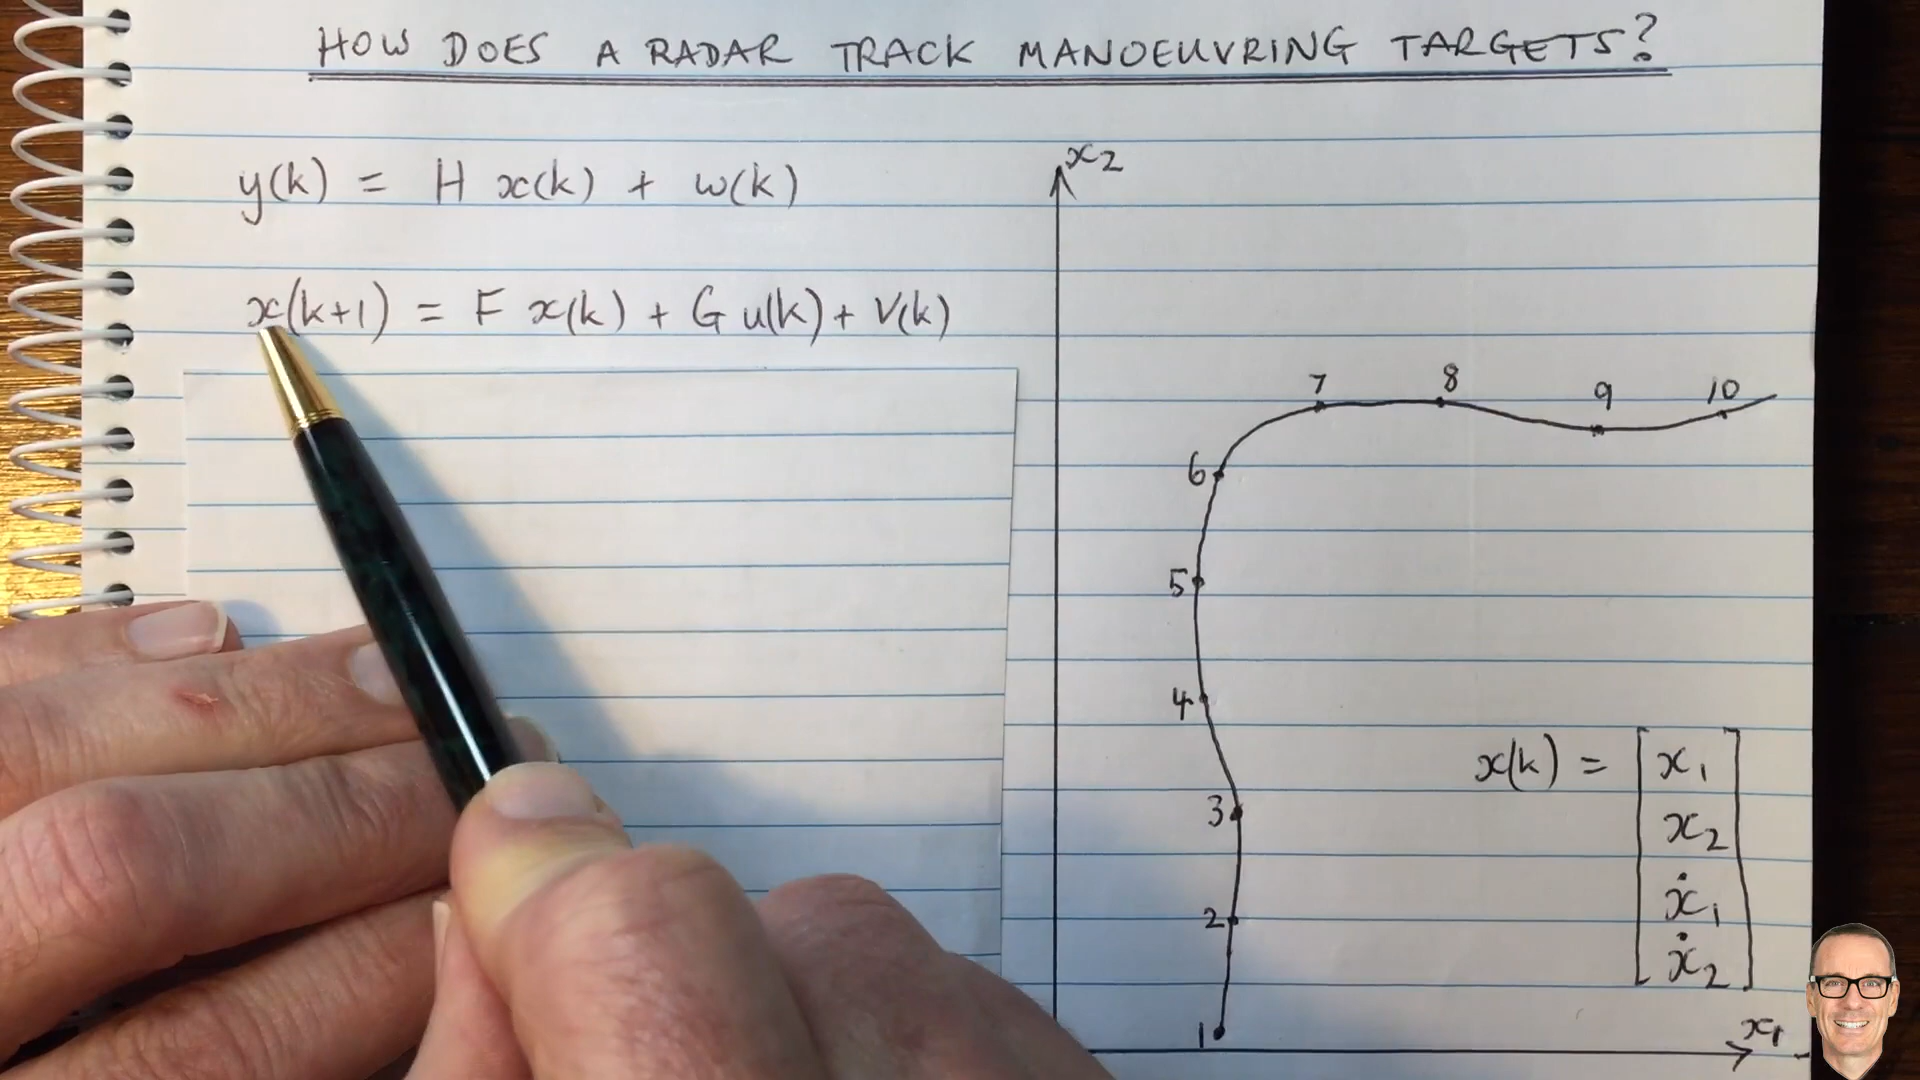 HOW DOES A RADAR TRACK MANOEUVRING TARGETS?
y(k) = H x(k) + w(k)
x(k+1) = F x(k) + G u(k) + V(k)
x2
7
8
9
10
6
5
4
3
2
1
x(k) = [x1
x2
ẋ1
ẋ2]
x1